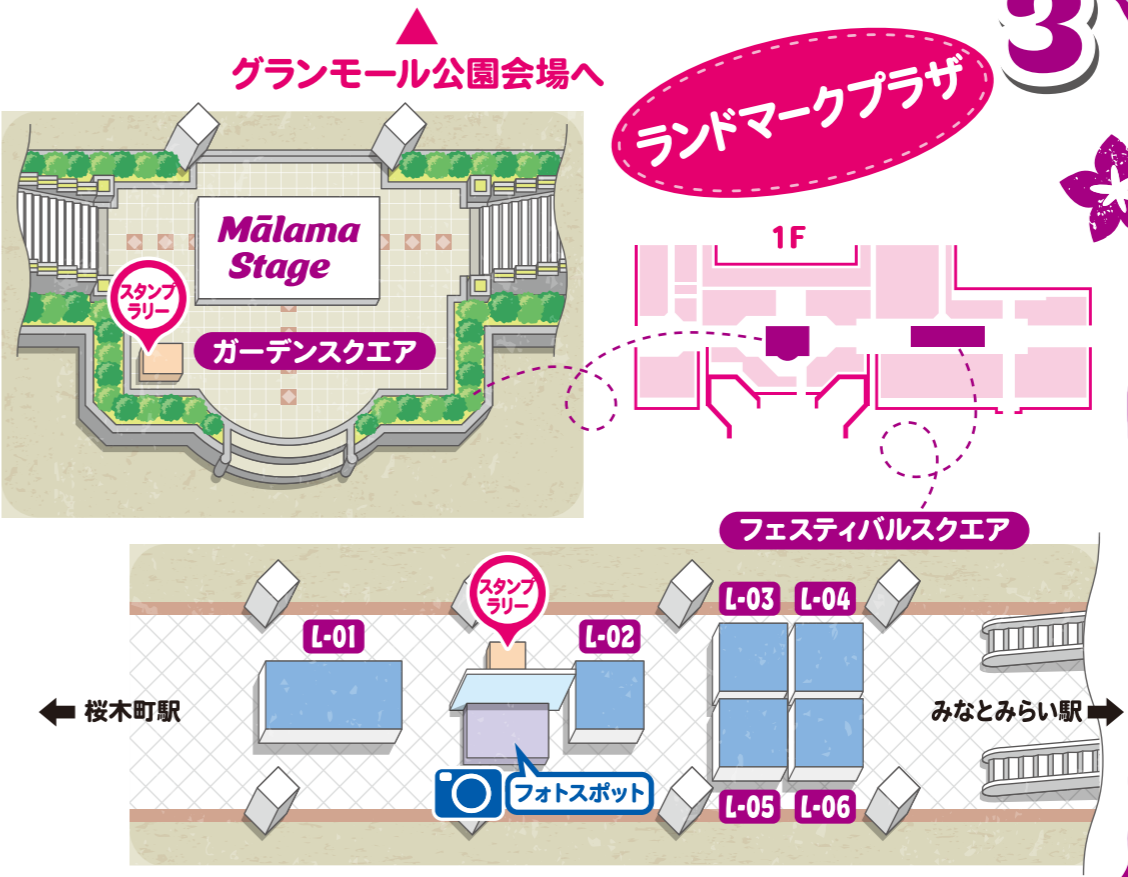 3
グランモール公園会場へ
ランドマークプラザ
Mālama
Stage
スタンプ
ラリー
ガーデンスクエア
1F
フェスティバルスクエア
スタンプ
ラリー
L-01
L-02
L-03
L-04
桜木町駅
みなとみらい駅
フォトスポット
L-05
L-06